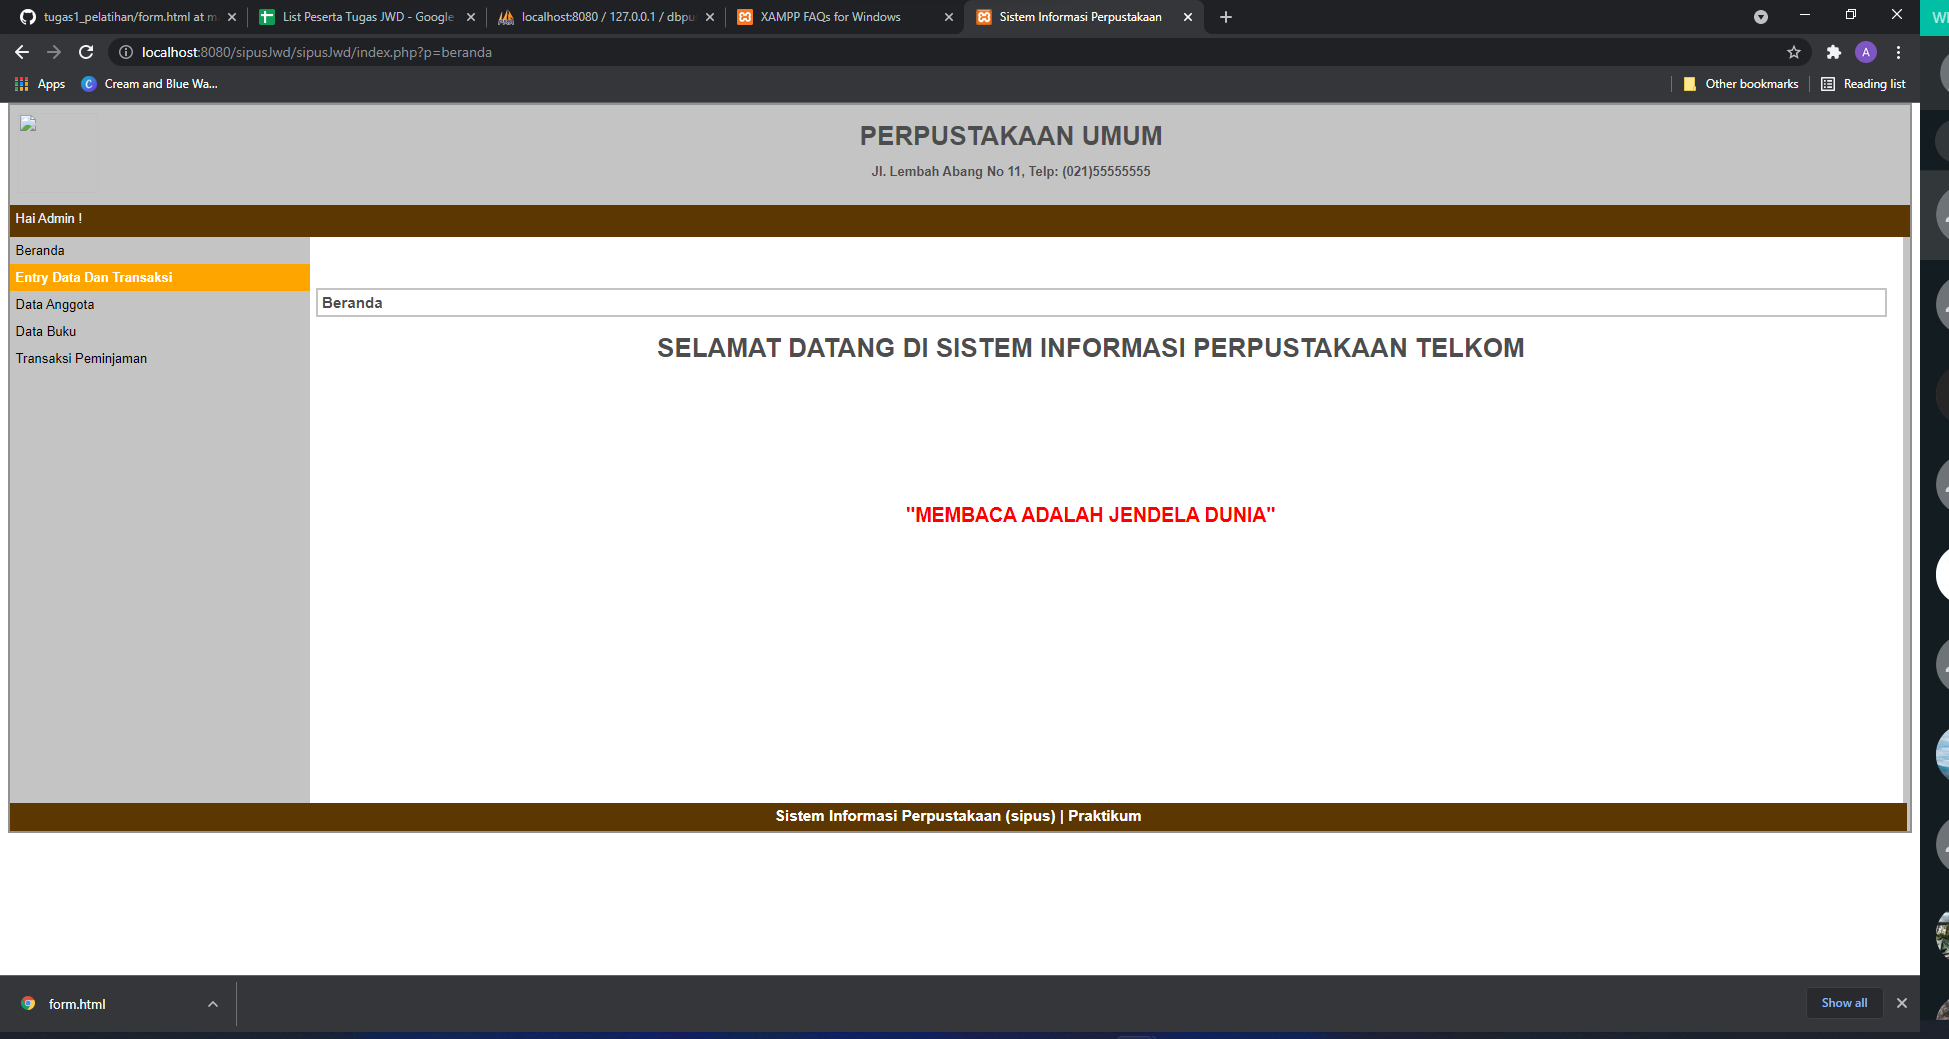 tugas1_pelatihan/form.html at m
List Peserta Tugas JWD - Google
localhost:8080 / 127.0.0.1 / dbpu
XAMPP FAQs for Windows
Sistem Informasi Perpustakaan
localhost:8080/sipusJwd/sipusJwd/index.php?p=beranda
A
Apps
Cream and Blue Wa...
Other bookmarks
Reading list
PERPUSTAKAAN UMUM
Jl. Lembah Abang No 11, Telp: (021)55555555
Hai Admin !
Beranda
Entry Data Dan Transaksi
Data Anggota
Data Buku
Transaksi Peminjaman
Beranda
SELAMAT DATANG DI SISTEM INFORMASI PERPUSTAKAAN TELKOM
"MEMBACA ADALAH JENDELA DUNIA"
Sistem Informasi Perpustakaan (sipus) | Praktikum
form.html
Show all